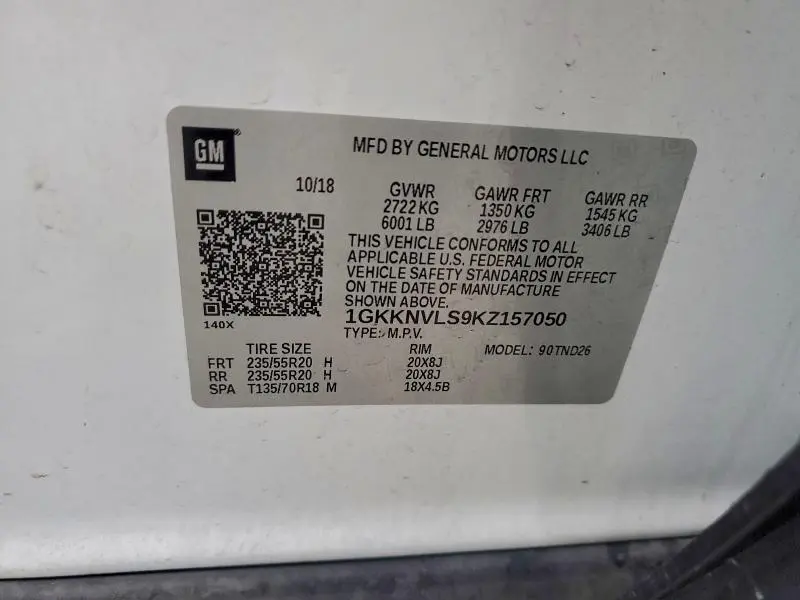 GM
MFD BY GENERAL MOTORS LLC
10/18 GVWR GAWR FRT GAWR RR
2722 KG 1350 KG 1545 KG
6001 LB 2976 LB 3406 LB
THIS VEHICLE CONFORMS TO ALL
APPLICABLE U.S. FEDERAL MOTOR
VEHICLE SAFETY STANDARDS IN EFFECT
ON THE DATE OF MANUFACTURE
SHOWN ABOVE.
1GKKNVLS9KZ157050
140X
TYPE: M.P.V.
TIRE SIZE RIM MODEL: 90TND26
FRT 235/55R20 H 20X8J
RR 235/55R20 H 20X8J
SPA T135/70R18 M 18X4.5B